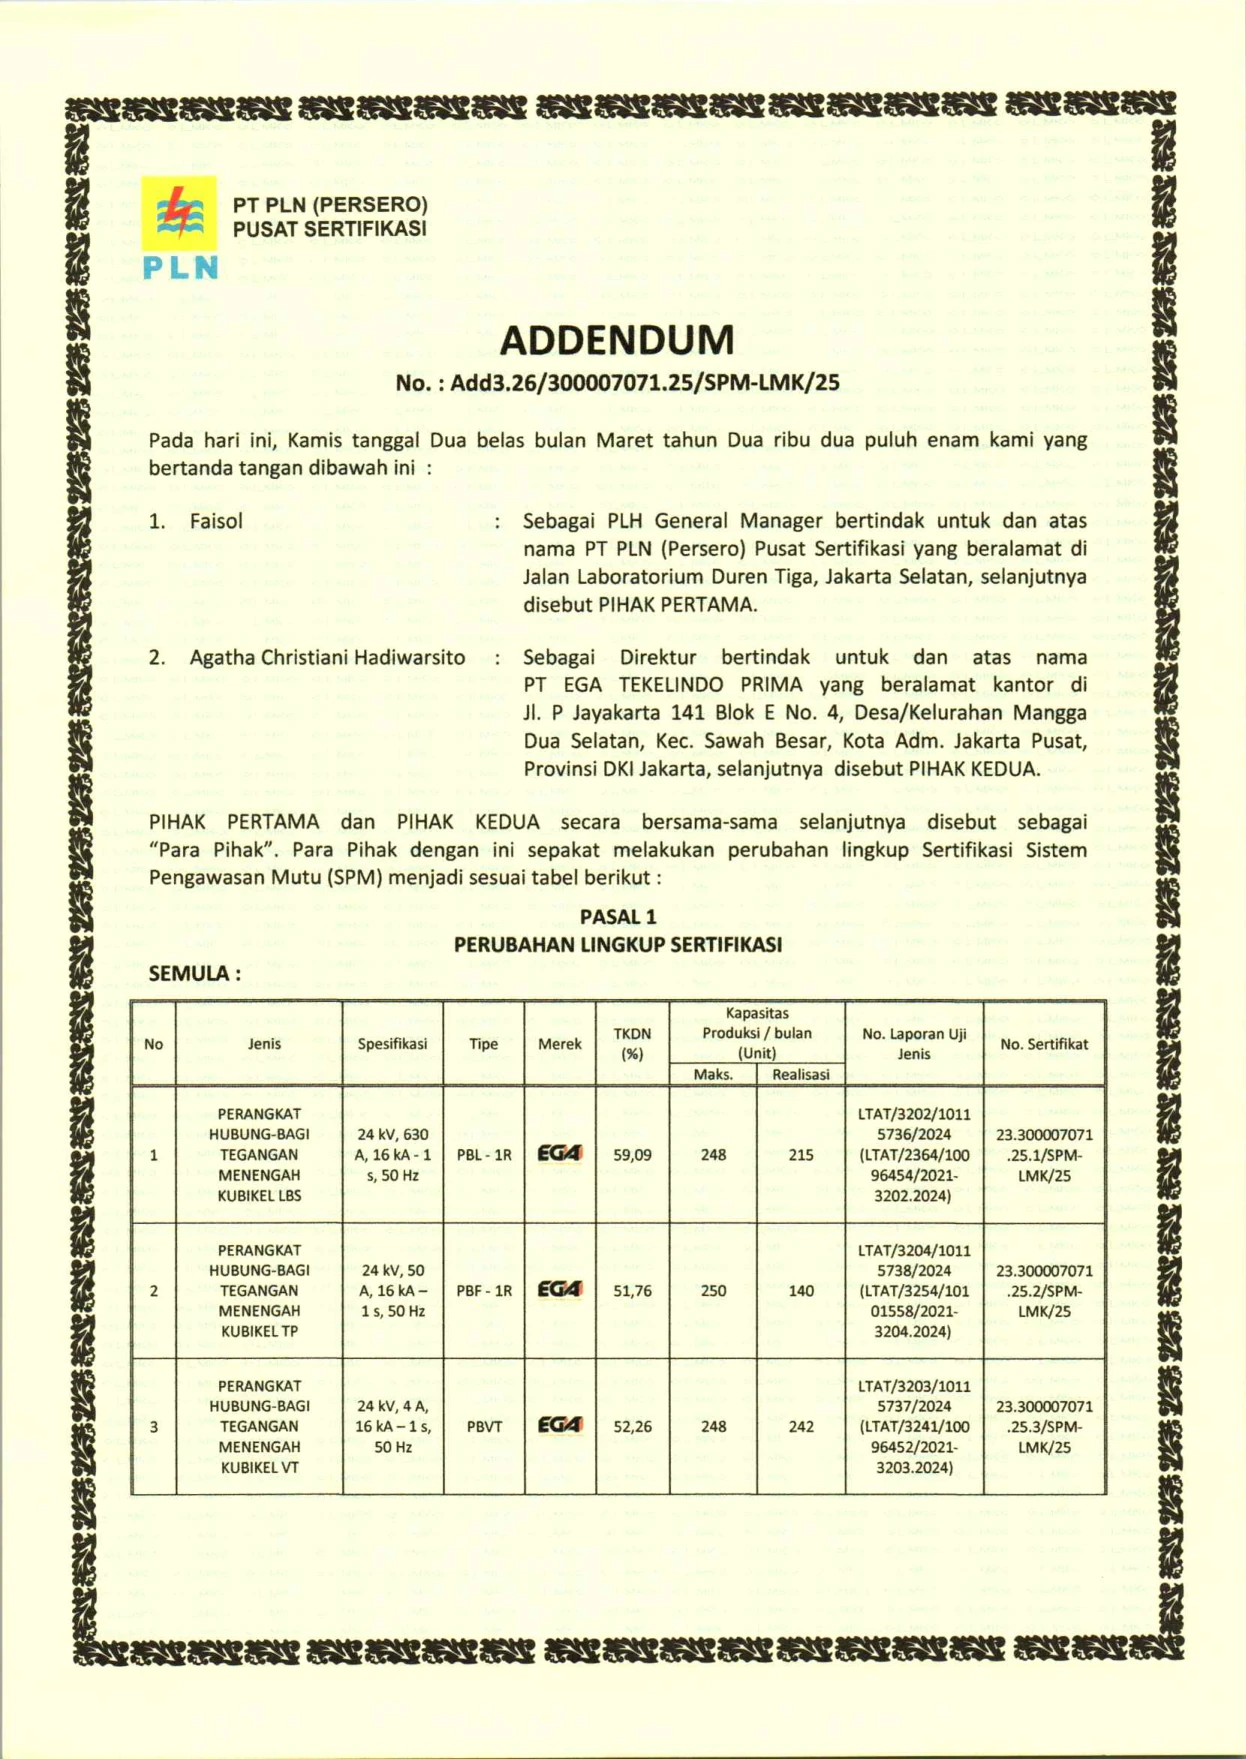 PT PLN (PERSERO)
PUSAT SERTIFIKASI
PLN
ADDENDUM
No. : Add3.26/300007071.25/SPM-LMK/25
Pada hari ini, Kamis tanggal Dua belas bulan Maret tahun Dua ribu dua puluh enam kami yang
bertanda tangan dibawah ini :
1. Faisol : Sebagai PLH General Manager bertindak untuk dan atas
nama PT PLN (Persero) Pusat Sertifikasi yang beralamat di
Jalan Laboratorium Duren Tiga, Jakarta Selatan, selanjutnya
disebut PIHAK PERTAMA.
2. Agatha Christiani Hadiwarsito : Sebagai Direktur bertindak untuk dan atas nama
PT EGA TEKELINDO PRIMA yang beralamat kantor di
Jl. P Jayakarta 141 Blok E No. 4, Desa/Kelurahan Mangga
Dua Selatan, Kec. Sawah Besar, Kota Adm. Jakarta Pusat,
Provinsi DKI Jakarta, selanjutnya disebut PIHAK KEDUA.
PIHAK PERTAMA dan PIHAK KEDUA secara bersama-sama selanjutnya disebut sebagai
“Para Pihak”. Para Pihak dengan ini sepakat melakukan perubahan lingkup Sertifikasi Sistem
Pengawasan Mutu (SPM) menjadi sesuai tabel berikut :
PASAL 1
PERUBAHAN LINGKUP SERTIFIKASI
SEMULA :
No
Jenis
Spesifikasi
Tipe
Merek
TKDN
(%)
Kapasitas
Produksi / bulan
(Unit)
Maks.
Realisasi
No. Laporan Uji
Jenis
No. Sertifikat
1
PERANGKAT
HUBUNG-BAGI
TEGANGAN
MENENGAH
KUBIKEL LBS
24 kV, 630
A, 16 kA - 1
s, 50 Hz
PBL - 1R
EGA
59,09
248
215
LTAT/3202/1011
5736/2024
(LTAT/2364/100
96454/2021-
3202.2024)
23.300007071
.25.1/SPM-
LMK/25
2
PERANGKAT
HUBUNG-BAGI
TEGANGAN
MENENGAH
KUBIKEL TP
24 kV, 50
A, 16 kA –
1 s, 50 Hz
PBF - 1R
EGA
51,76
250
140
LTAT/3204/1011
5738/2024
(LTAT/3254/101
01558/2021-
3204.2024)
23.300007071
.25.2/SPM-
LMK/25
3
PERANGKAT
HUBUNG-BAGI
TEGANGAN
MENENGAH
KUBIKEL VT
24 kV, 4 A,
16 kA – 1 s,
50 Hz
PBVT
EGA
52,26
248
242
LTAT/3203/1011
5737/2024
(LTAT/3241/100
96452/2021-
3203.2024)
23.300007071
.25.3/SPM-
LMK/25